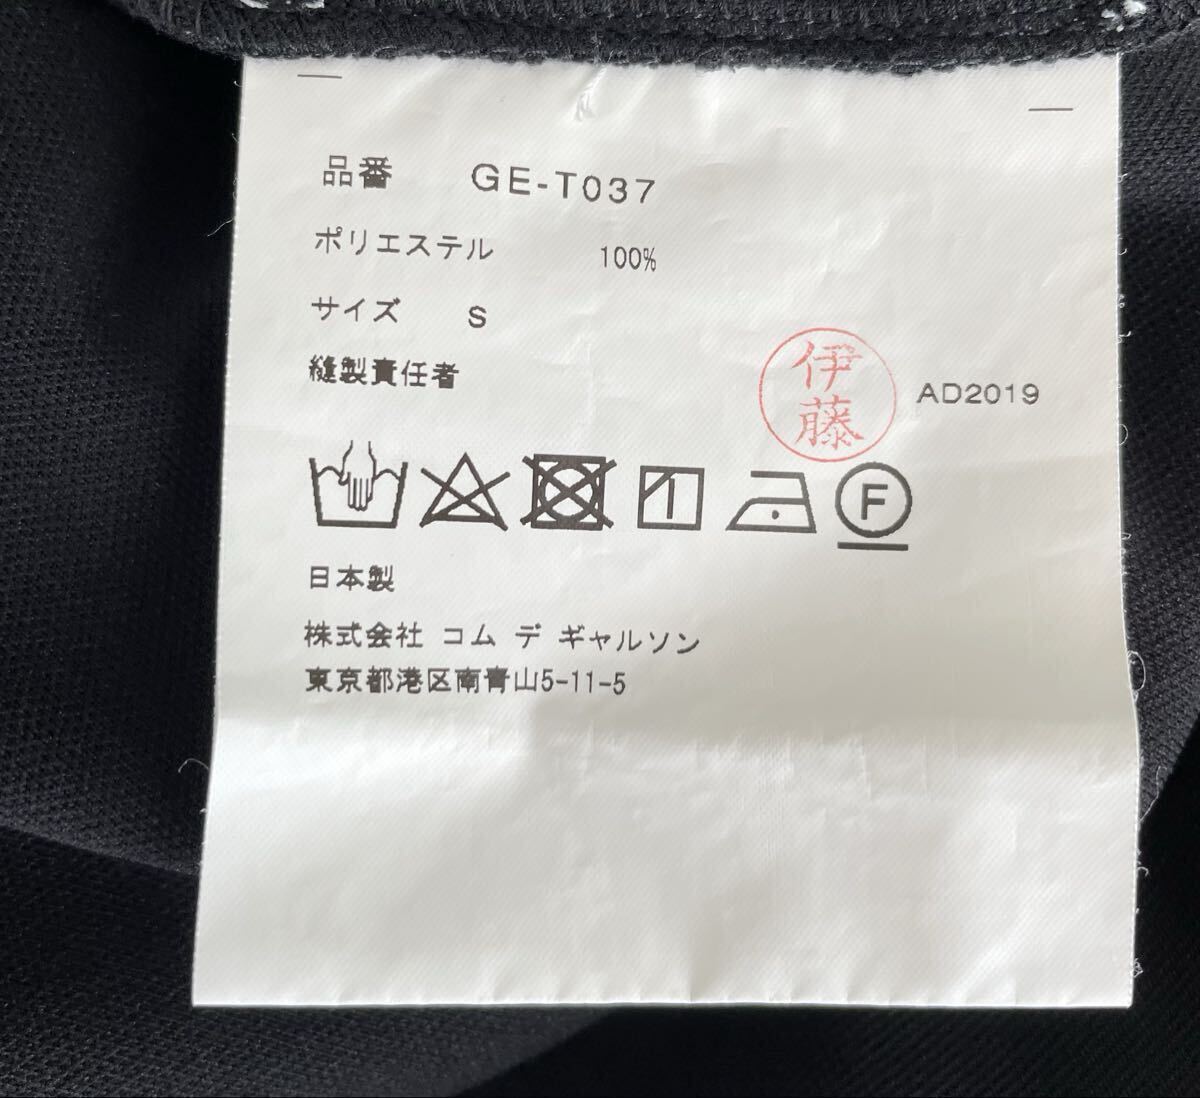 品番 GE-T037
ポリエステル 100%
サイズ S
縫製責任者 伊藤 AD2019
F
日本製
株式会社 コム デ ギャルソン
東京都港区南青山5-11-5